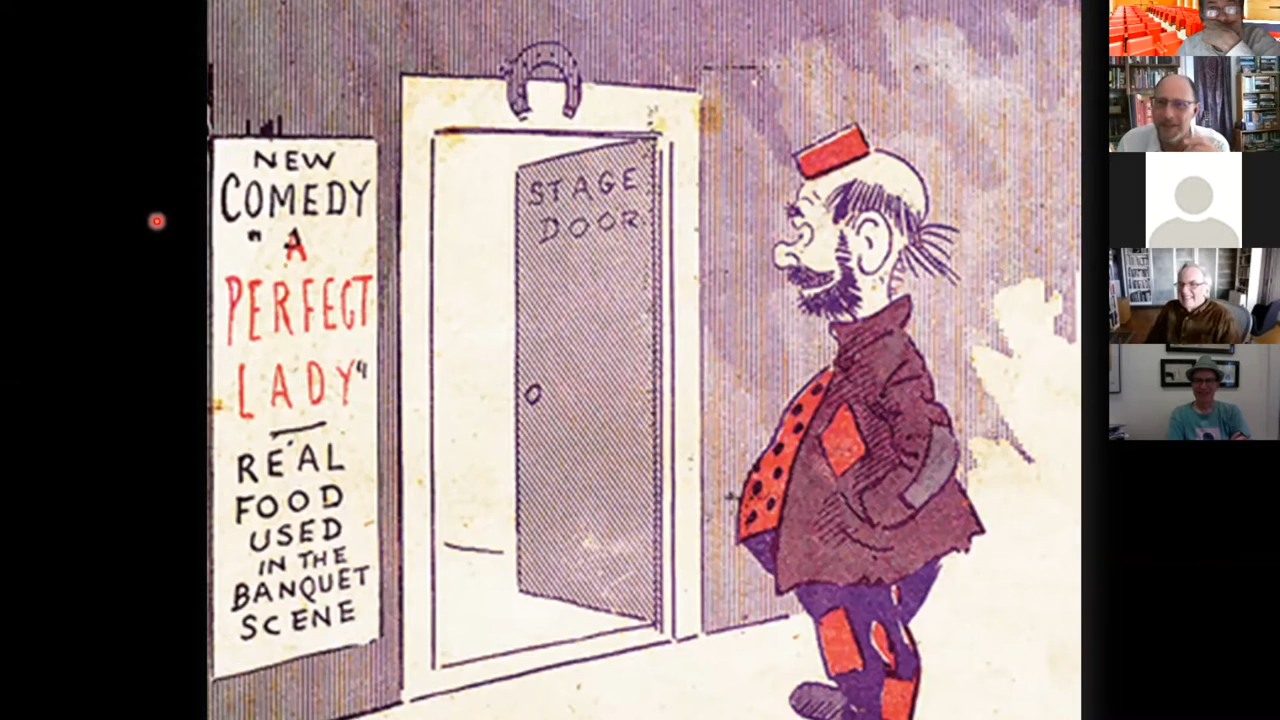 NEW
COMEDY
"A
PERFECT
LADY"
REAL
FOOD
USED
IN THE
BANQUET
SCENE
STAGE
DOOR